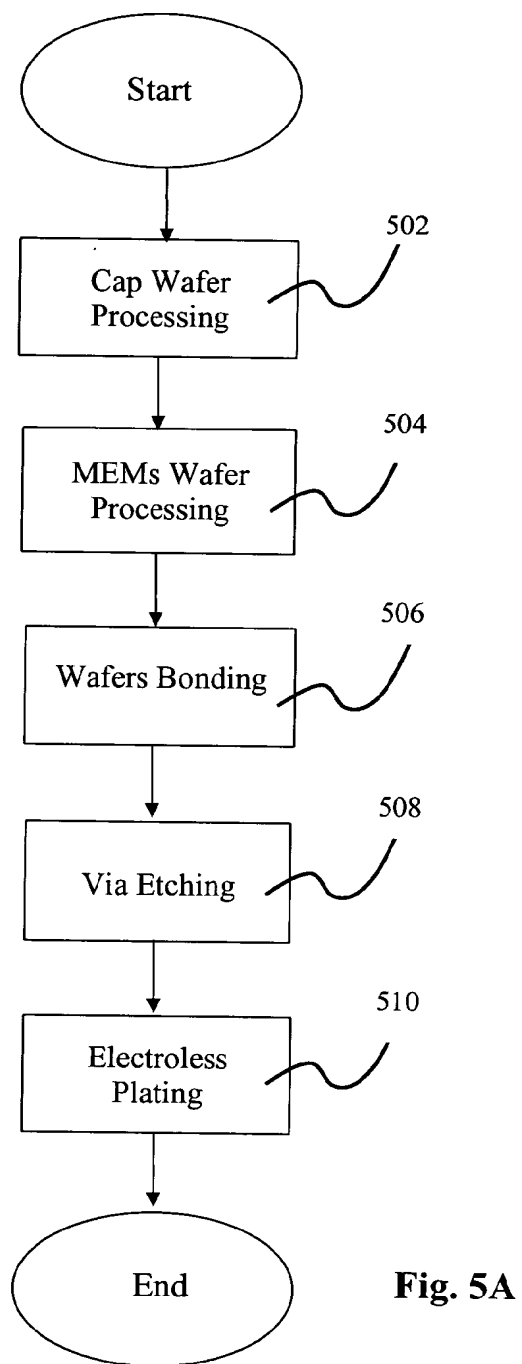 Start
502
Cap Wafer
Processing
504
MEMs Wafer
Processing
506
Wafers Bonding
508
Via Etching
510
Electroless
Plating
End
Fig. 5A